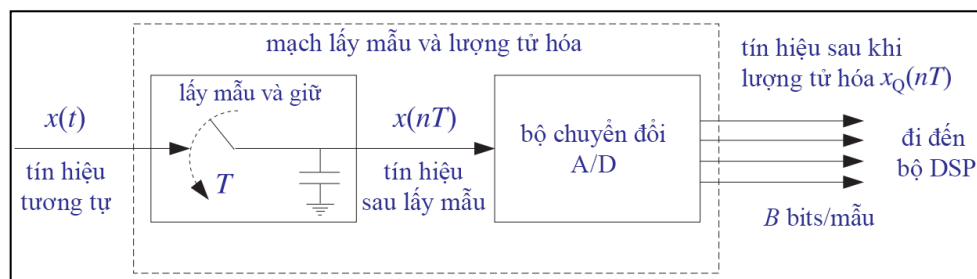 mạch lấy mẫu và lượng tử hóa
tín hiệu sau khi
lượng tử hóa x_Q(nT)
lấy mẫu và giữ
x(t)
T
tín hiệu
tương tự
x(nT)
tín hiệu
sau lấy mẫu
bộ chuyển đổi
A/D
đi đến
bộ DSP
B bits/mẫu